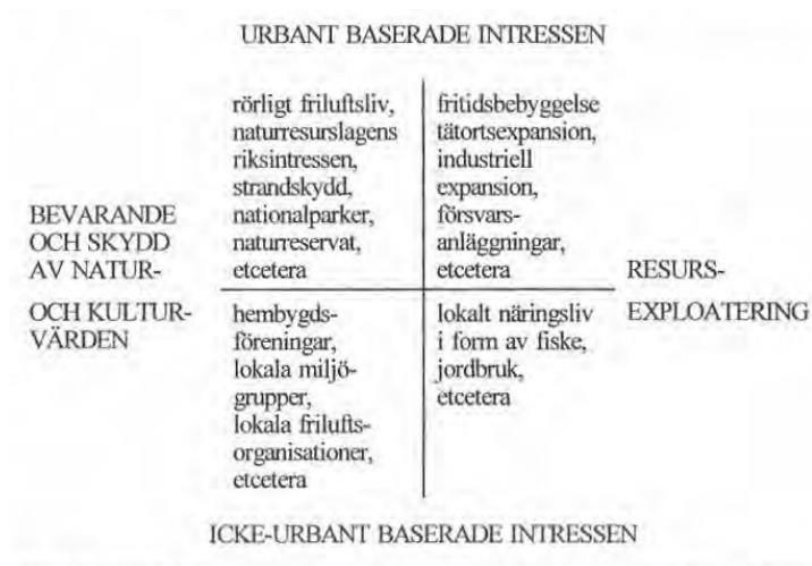 URBANT BASERADE INTRESSEN
rörligt friluftsliv,
naturresurslagens
riksintressen,
strandskydd,
nationalparker,
naturreservat,
etcetera
fritidsbebyggelse
tätortsexpansion,
industriell
expansion,
försvars-
anläggningar,
etcetera
BEVARANDE
OCH SKYDD
AV NATUR-
OCH KULTUR-
VÄRDEN
RESURS-
EXPLOATERING
hembygds-
föreningar,
lokala miljö-
grupper,
lokala frilufts-
organisationer,
etcetera
lokalt näringsliv
i form av fiske,
jordbruk,
etcetera
ICKE-URBANT BASERADE INTRESSEN